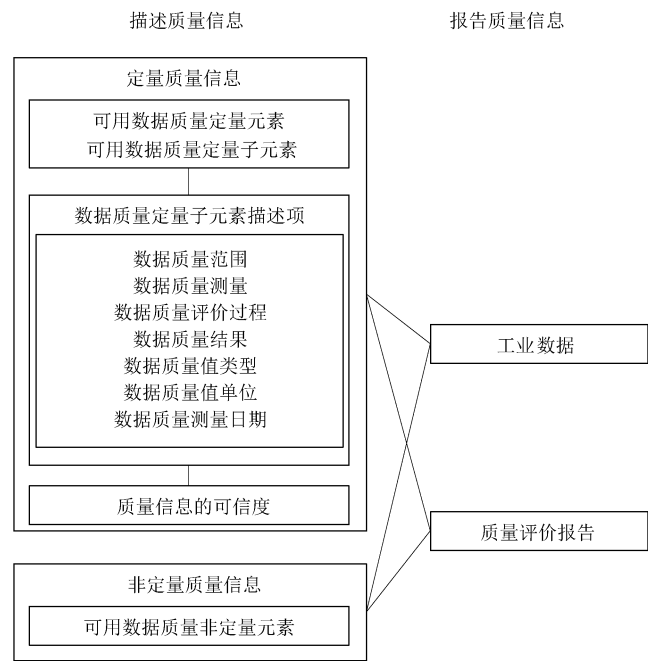 描述质量信息
报告质量信息
定量质量信息
可用数据质量定量元素
可用数据质量定量子元素
数据质量定量子元素描述项
数据质量范围
数据质量测量
数据质量评价过程
数据质量结果
数据质量值类型
数据质量值单位
数据质量测量日期
质量信息的可信度
非定量质量信息
可用数据质量非定量元素
工业数据
质量评价报告